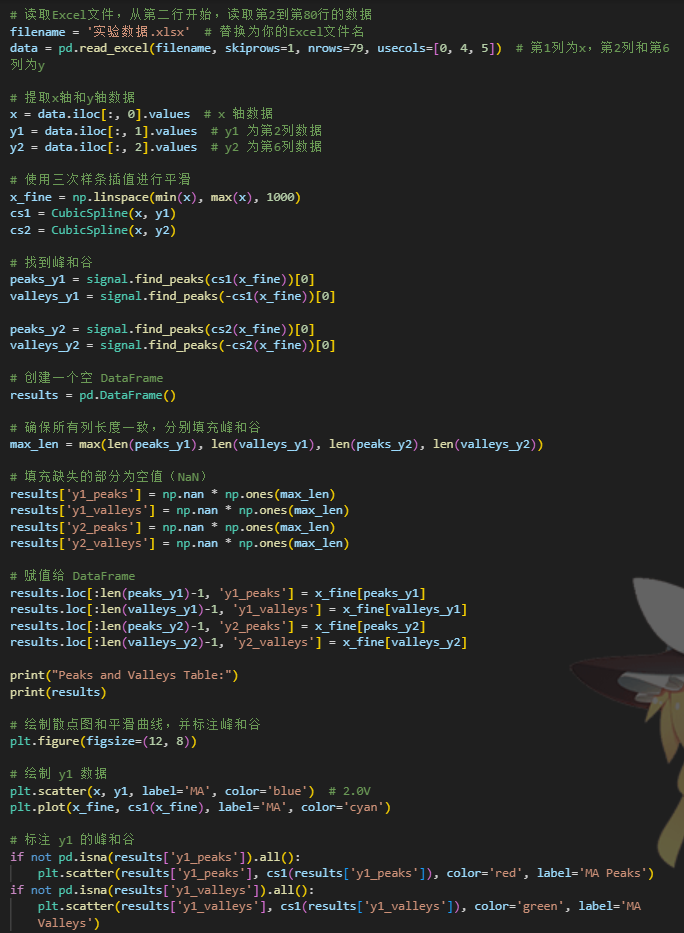 # 读取Excel文件，从第二行开始，读取第2到第80行的数据
filename = '实验数据.xlsx'  # 替换为你的Excel文件名
data = pd.read_excel(filename, skiprows=1, nrows=79, usecols=[0, 4, 5])  # 第1列为x，第2列和第6
列为y
# 提取x轴和y轴数据
x = data.iloc[:, 0].values  # x 轴数据
y1 = data.iloc[:, 1].values  # y1 为第2列数据
y2 = data.iloc[:, 2].values  # y2 为第6列数据
# 使用三次样条插值进行平滑
x_fine = np.linspace(min(x), max(x), 1000)
cs1 = CubicSpline(x, y1)
cs2 = CubicSpline(x, y2)
# 找到峰和谷
peaks_y1 = signal.find_peaks(cs1(x_fine))[0]
valleys_y1 = signal.find_peaks(-cs1(x_fine))[0]
peaks_y2 = signal.find_peaks(cs2(x_fine))[0]
valleys_y2 = signal.find_peaks(-cs2(x_fine))[0]
# 创建一个空 DataFrame
results = pd.DataFrame()
# 确保所有列长度一致，分别填充峰和谷
max_len = max(len(peaks_y1), len(valleys_y1), len(peaks_y2), len(valleys_y2))
# 填充缺失的部分为空值（NaN）
results['y1_peaks'] = np.nan * np.ones(max_len)
results['y1_valleys'] = np.nan * np.ones(max_len)
results['y2_peaks'] = np.nan * np.ones(max_len)
results['y2_valleys'] = np.nan * np.ones(max_len)
# 赋值给 DataFrame
results.loc[:len(peaks_y1)-1, 'y1_peaks'] = x_fine[peaks_y1]
results.loc[:len(valleys_y1)-1, 'y1_valleys'] = x_fine[valleys_y1]
results.loc[:len(peaks_y2)-1, 'y2_peaks'] = x_fine[peaks_y2]
results.loc[:len(valleys_y2)-1, 'y2_valleys'] = x_fine[valleys_y2]
print("Peaks and Valleys Table:")
print(results)
# 绘制散点图和平滑曲线，并标注峰和谷
plt.figure(figsize=(12, 8))
# 绘制 y1 数据
plt.scatter(x, y1, label='MA', color='blue')  # 2.0V
plt.plot(x_fine, cs1(x_fine), label='MA', color='cyan')
# 标注 y1 的峰和谷
if not pd.isna(results['y1_peaks']).all():
    plt.scatter(results['y1_peaks'], cs1(results['y1_peaks']), color='red', label='MA Peaks')
if not pd.isna(results['y1_valleys']).all():
    plt.scatter(results['y1_valleys'], cs1(results['y1_valleys']), color='green', label='MA
    Valleys')